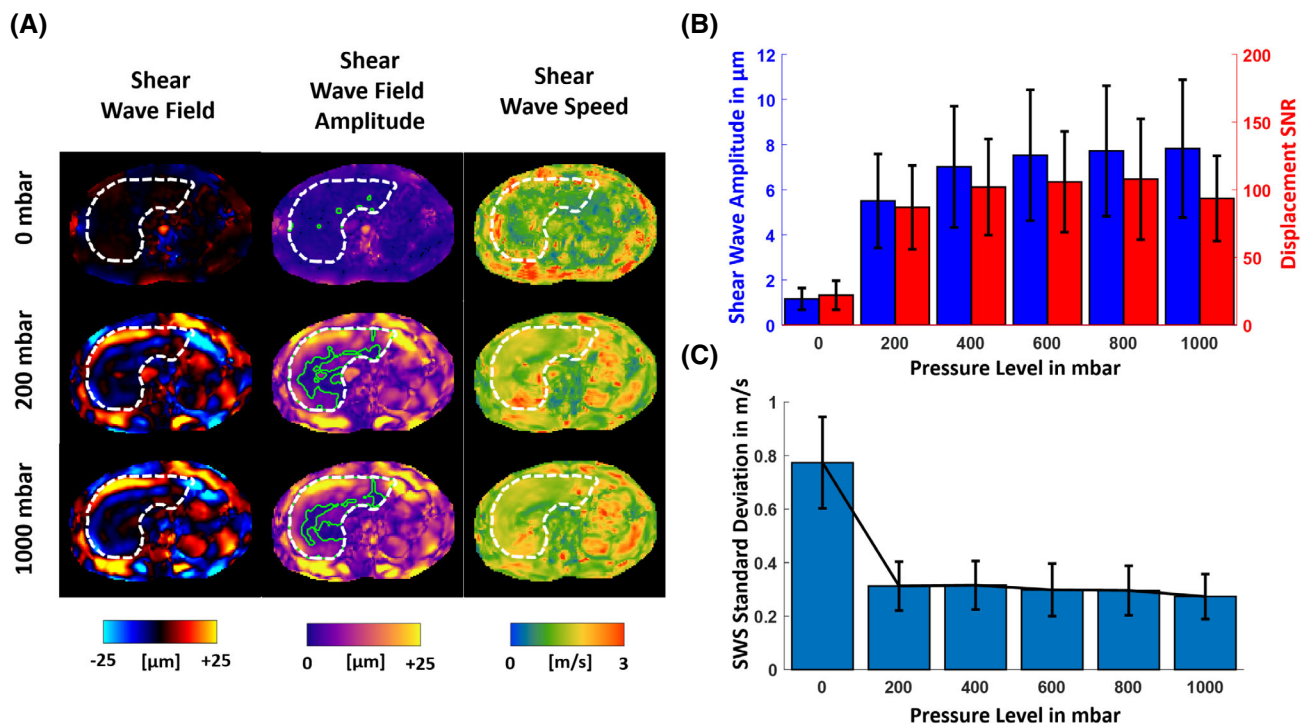 (A)
Shear
Wave Field
Shear
Wave Field
Amplitude
Shear
Wave Speed
0 mbar
200 mbar
1000 mbar
-25 [µm] +25
0 [µm] +25
0 [m/s] 3
(B)
Shear Wave Amplitude in µm
12
10
8
6
4
2
0
200
150
100
50
0
Displacement SNR
0 200 400 600 800 1000
Pressure Level in mbar
(C)
SWS Standard Deviation in m/s
1
0.8
0.6
0.4
0.2
0
0 200 400 600 800 1000
Pressure Level in mbar